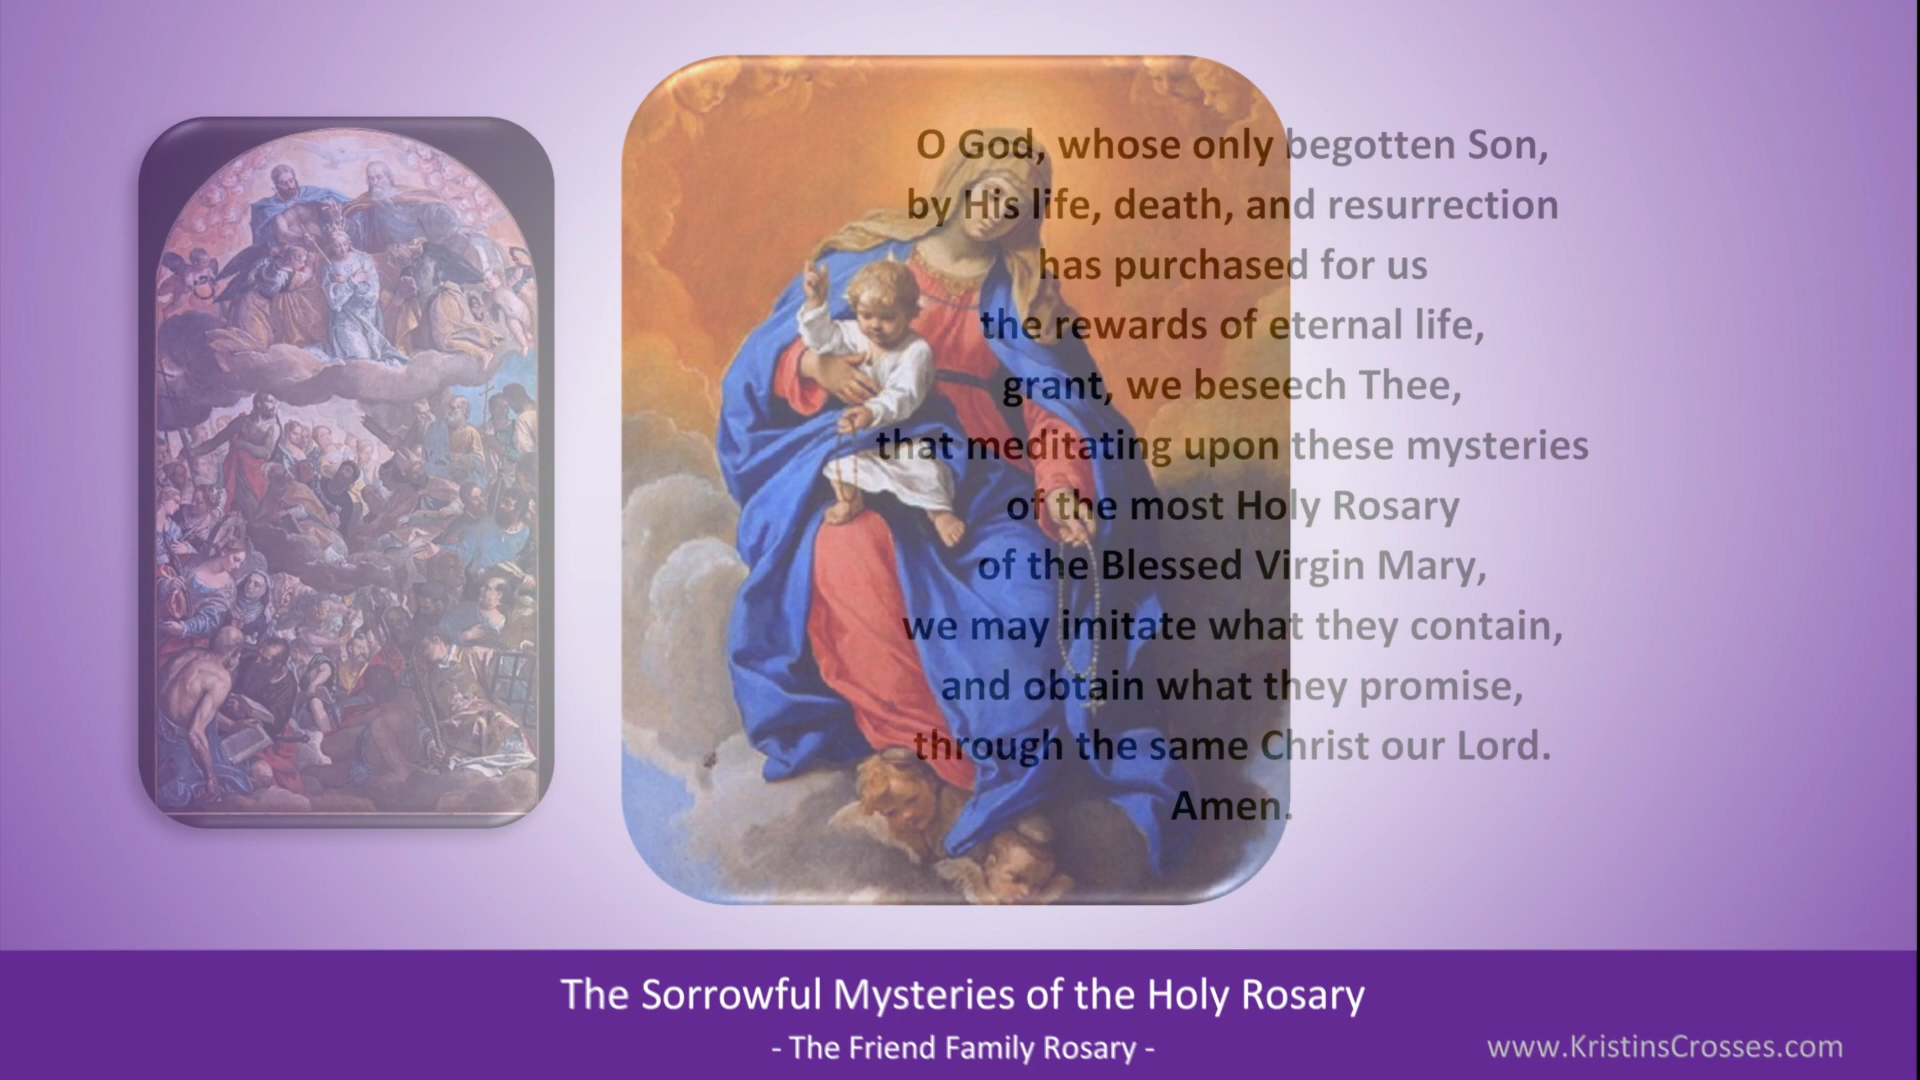 O God, whose only begotten Son,
by His life, death, and resurrection
has purchased for us
the rewards of eternal life,
grant, we beseech Thee,
that meditating upon these mysteries
of the most Holy Rosary
of the Blessed Virgin Mary,
we may imitate what they contain,
and obtain what they promise,
through the same Christ our Lord.
Amen.
The Sorrowful Mysteries of the Holy Rosary
- The Friend Family Rosary -
www.KristinsCrosses.com